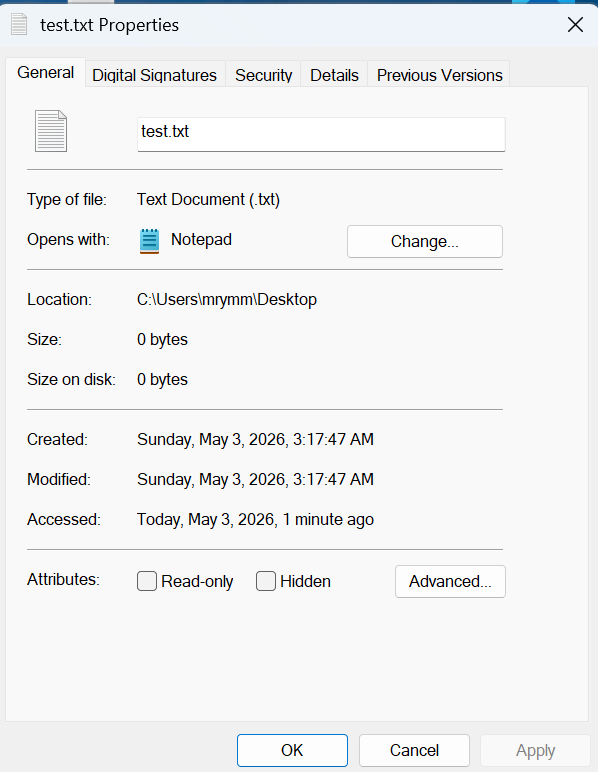 test.txt Properties
General Digital Signatures Security Details Previous Versions
test.txt
Type of file: Text Document (.txt)
Opens with: Notepad Change...
Location: C:\Users\mrymm\Desktop
Size: 0 bytes
Size on disk: 0 bytes
Created: Sunday, May 3, 2026, 3:17:47 AM
Modified: Sunday, May 3, 2026, 3:17:47 AM
Accessed: Today, May 3, 2026, 1 minute ago
Attributes: Read-only Hidden Advanced...
OK Cancel Apply